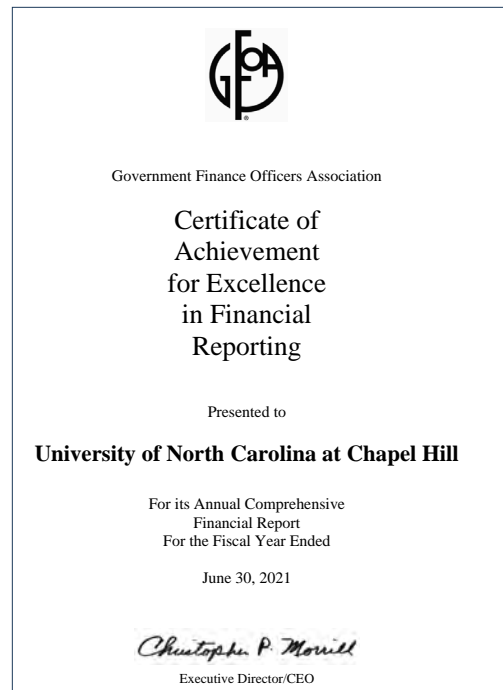 GFOA
Government Finance Officers Association
Certificate of
Achievement
for Excellence
in Financial
Reporting
Presented to
University of North Carolina at Chapel Hill
For its Annual Comprehensive
Financial Report
For the Fiscal Year Ended
June 30, 2021
Christopher P. Morrill
Executive Director/CEO